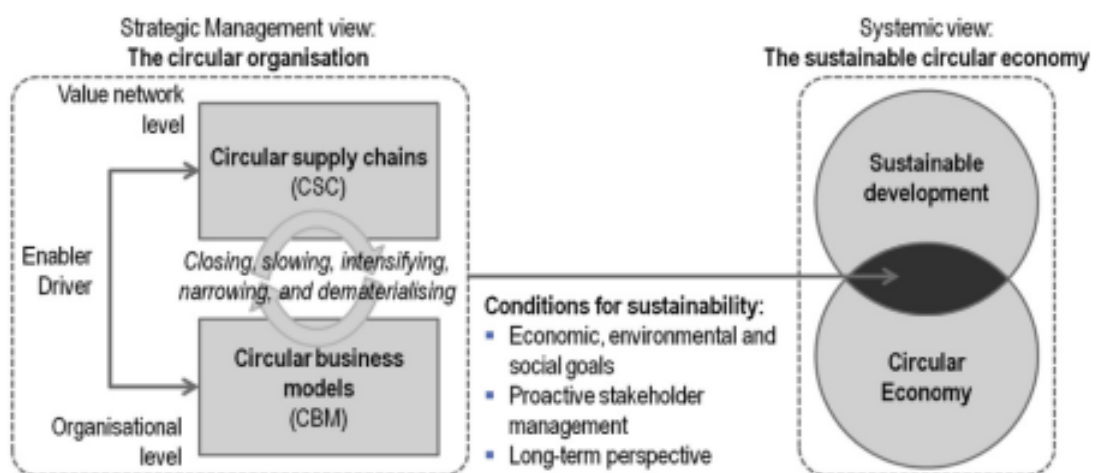 Strategic Management view:
The circular organisation
Value network
level
Circular supply chains
(CSC)
Enabler
Driver
Closing, slowing, intensifying,
narrowing, and dematerialising
Circular business
models
(CBM)
Organisational
level
Conditions for sustainability:
▪ Economic, environmental and
social goals
▪ Proactive stakeholder
management
▪ Long-term perspective
Systemic view:
The sustainable circular economy
Sustainable
development
Circular
Economy